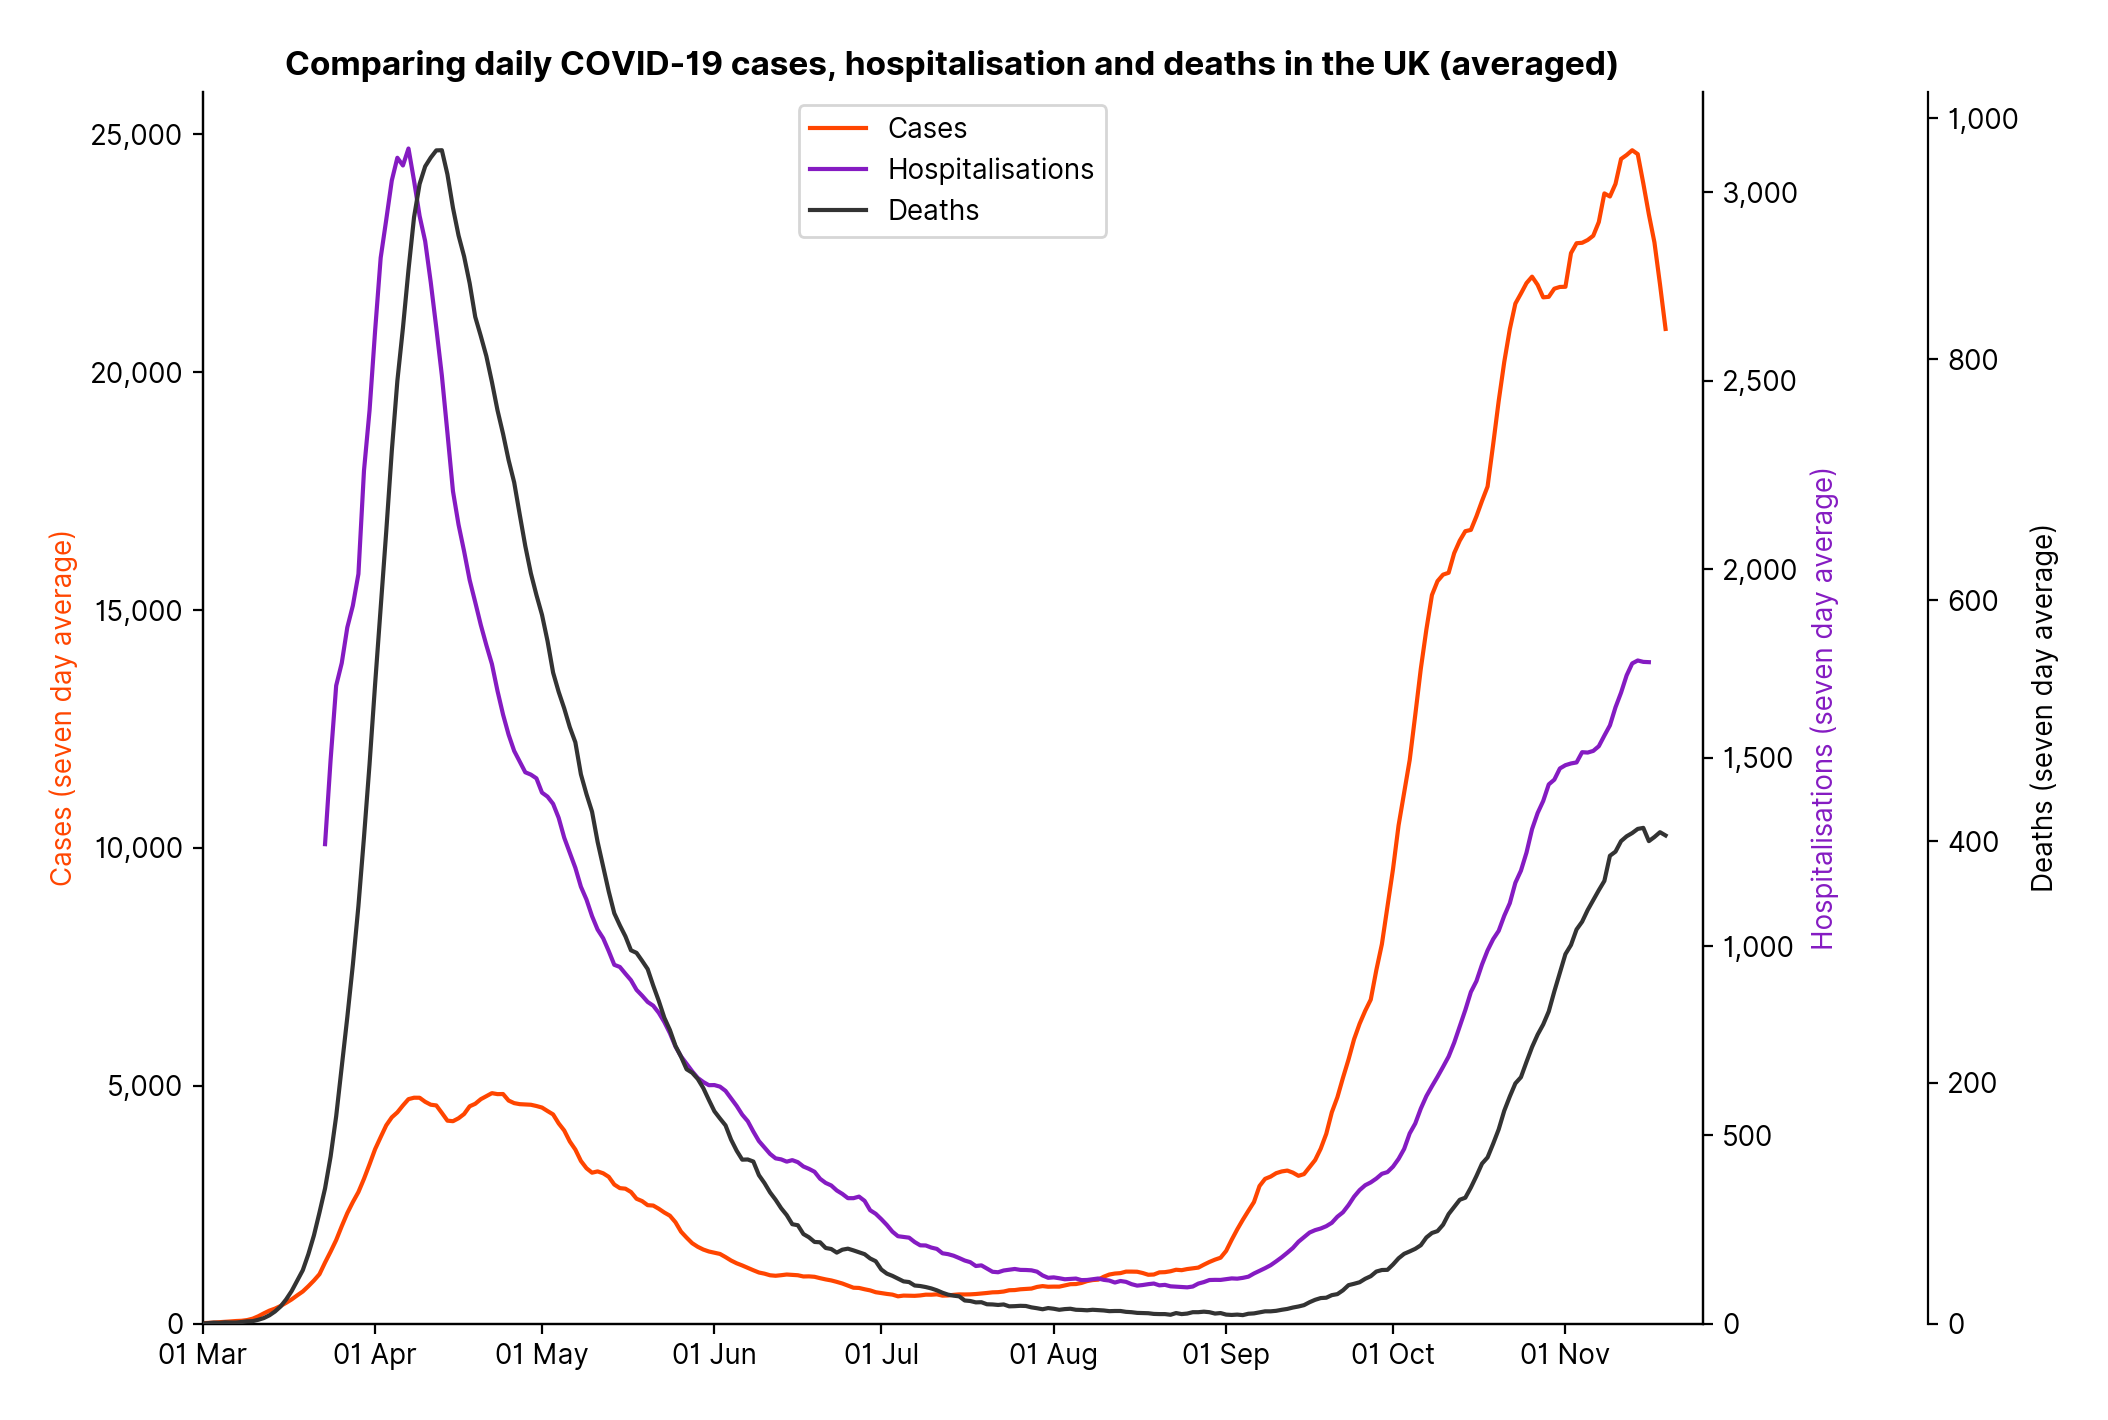 Comparing daily COVID-19 cases, hospitalisation and deaths in the UK (averaged)
Cases
Hospitalisations
Deaths
Cases (seven day average)
25,000
20,000
15,000
10,000
5,000
0
3,000
2,500
2,000
1,500
1,000
500
0
Hospitalisations (seven day average)
1,000
800
600
400
200
0
Deaths (seven day average)
01 Mar
01 Apr
01 May
01 Jun
01 Jul
01 Aug
01 Sep
01 Oct
01 Nov